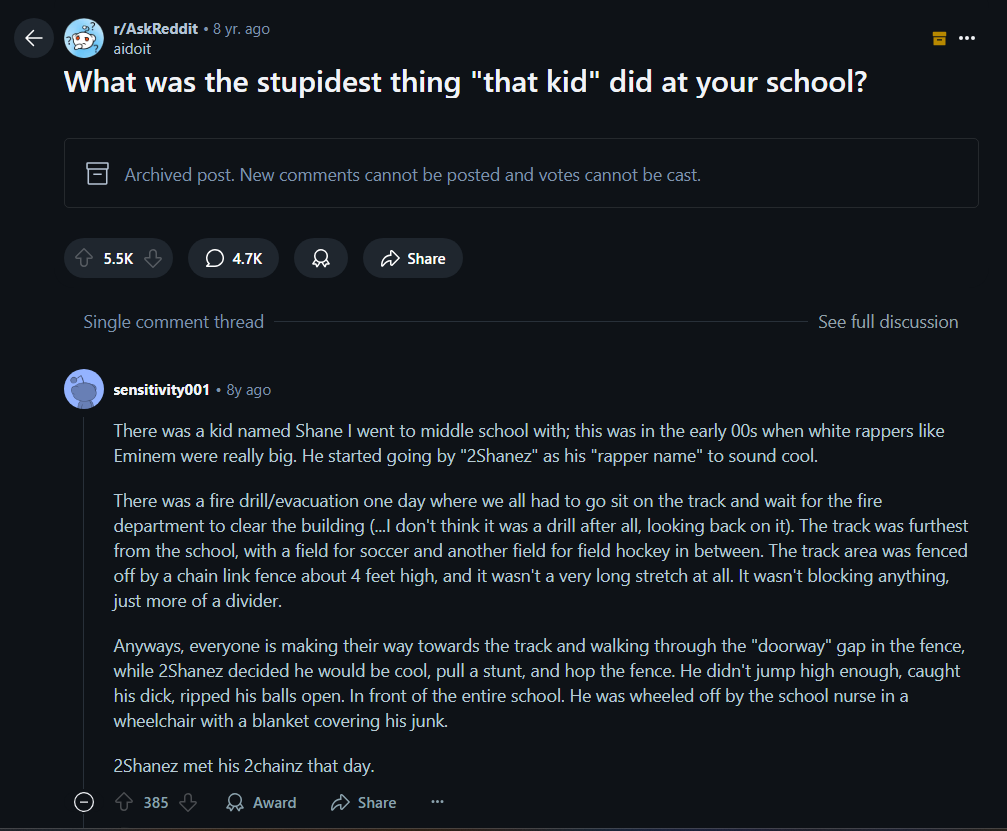 r/AskReddit • 8 yr. ago
aidoit
What was the stupidest thing "that kid" did at your school?
Archived post. New comments cannot be posted and votes cannot be cast.
5.5K 4.7K Share
Single comment thread See full discussion
sensitivity001 • 8y ago
There was a kid named Shane I went to middle school with; this was in the early 00s when white rappers like
Eminem were really big. He started going by "2Shanez" as his "rapper name" to sound cool.
There was a fire drill/evacuation one day where we all had to go sit on the track and wait for the fire
department to clear the building (...I don't think it was a drill after all, looking back on it). The track was furthest
from the school, with a field for soccer and another field for field hockey in between. The track area was fenced
off by a chain link fence about 4 feet high, and it wasn't a very long stretch at all. It wasn't blocking anything,
just more of a divider.
Anyways, everyone is making their way towards the track and walking through the "doorway" gap in the fence,
while 2Shanez decided he would be cool, pull a stunt, and hop the fence. He didn't jump high enough, caught
his dick, ripped his balls open. In front of the entire school. He was wheeled off by the school nurse in a
wheelchair with a blanket covering his junk.
2Shanez met his 2chainz that day.
385 Award Share